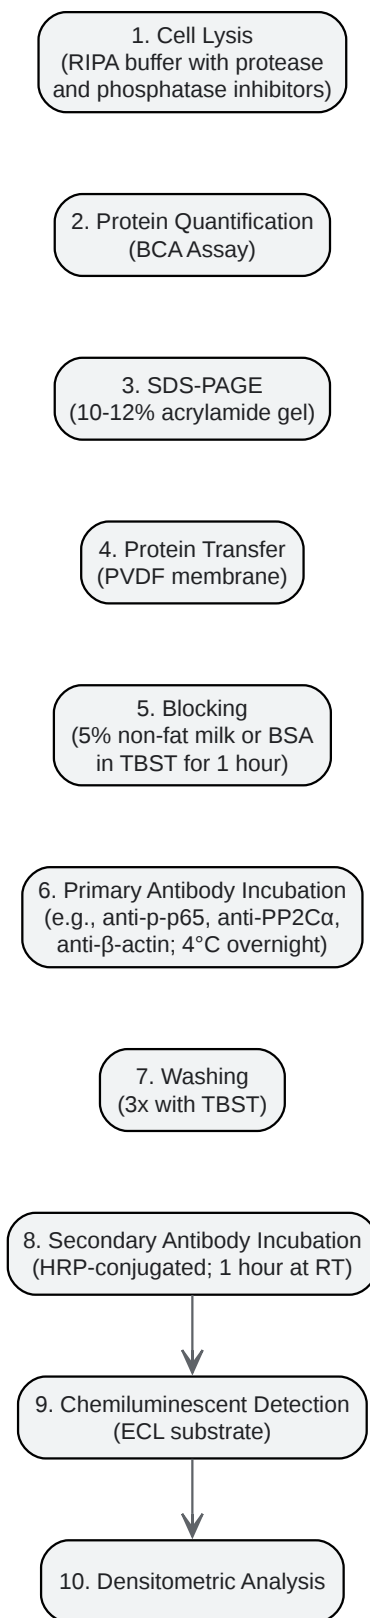 1. Cell Lysis
(RIPA buffer with protease
and phosphatase inhibitors)
2. Protein Quantification
(BCA Assay)
3. SDS-PAGE
(10-12% acrylamide gel)
4. Protein Transfer
(PVDF membrane)
5. Blocking
(5% non-fat milk or BSA
in TBST for 1 hour)
6. Primary Antibody Incubation
(e.g., anti-p-p65, anti-PP2Cα,
anti-β-actin; 4°C overnight)
7. Washing
(3x with TBST)
8. Secondary Antibody Incubation
(HRP-conjugated; 1 hour at RT)
9. Chemiluminescent Detection
(ECL substrate)
10. Densitometric Analysis